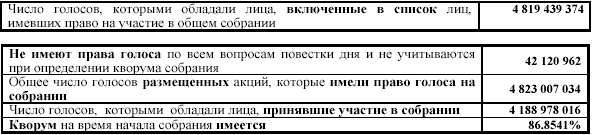 Число голосов, которыми обладали лица, включенные в список лиц,
имевших право на участие в общем собрании
4 819 439 374
Не имеют права голоса по всем вопросам повестки дня и не учитываются
при определении кворума собрания
42 120 962
Общее число голосов размещенных акций, которые имели право голоса на
собрании
4 823 007 034
Число голосов, которыми обладали лица, принявшие участие в собрании
4 188 978 016
Кворум на время начала собрания имеется
86.8541%